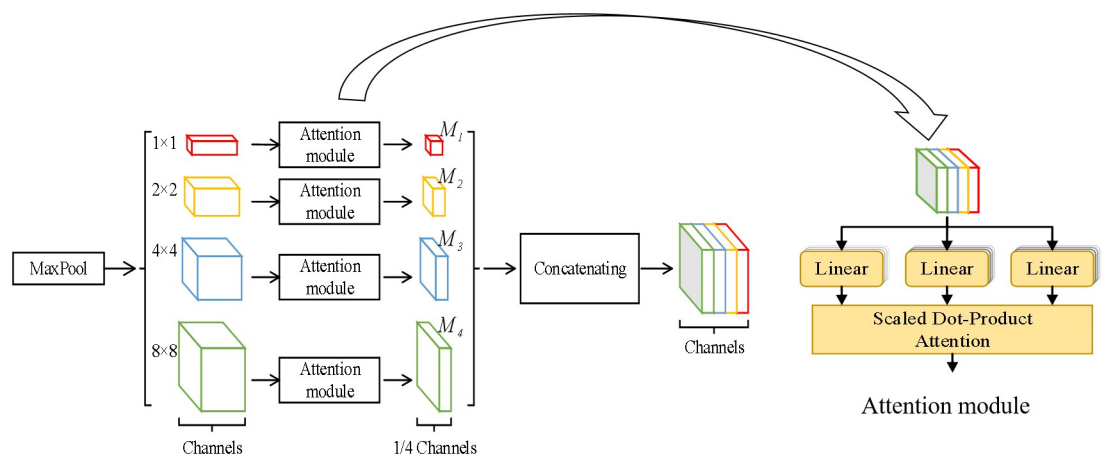 MaxPool
1×1
Attention
module
M1
2×2
Attention
module
M2
4×4
Attention
module
M3
8×8
Attention
module
M4
Channels
1/4 Channels
Concatenating
Channels
Linear
Linear
Linear
Scaled Dot-Product
Attention
Attention module